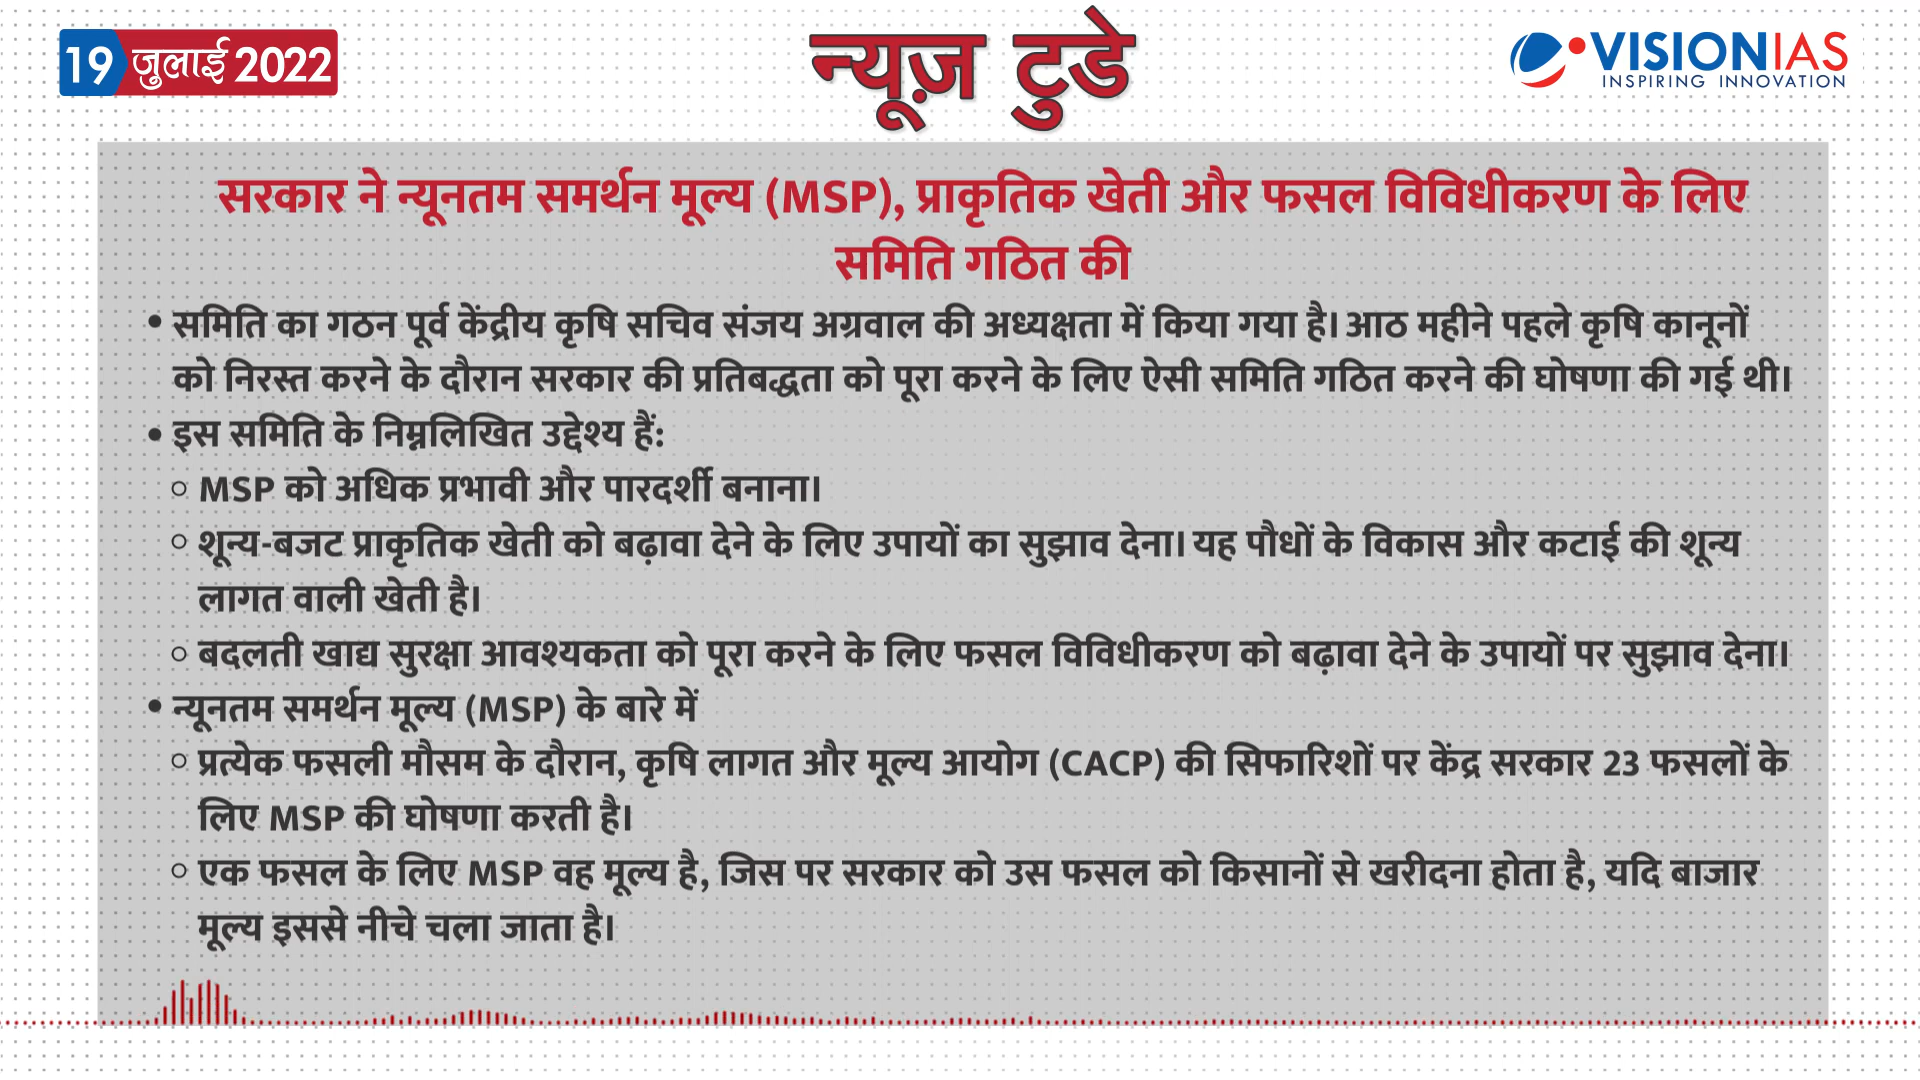 19 जुलाई 2022
न्यूज़ टुडे
VISIONIAS
INSPIRING INNOVATION
सरकार ने न्यूनतम समर्थन मूल्य (MSP), प्राकृतिक खेती और फसल विविधीकरण के लिए
समिति गठित की
• समिति का गठन पूर्व केंद्रीय कृषि सचिव संजय अग्रवाल की अध्यक्षता में किया गया है। आठ महीने पहले कृषि कानूनों
को निरस्त करने के दौरान सरकार की प्रतिबद्धता को पूरा करने के लिए ऐसी समिति गठित करने की घोषणा की गई थी।
• इस समिति के निम्नलिखित उद्देश्य हैं:
○ MSP को अधिक प्रभावी और पारदर्शी बनाना।
○ शून्य-बजट प्राकृतिक खेती को बढ़ावा देने के लिए उपायों का सुझाव देना। यह पौधों के विकास और कटाई की शून्य
लागत वाली खेती है।
○ बदलती खाद्य सुरक्षा आवश्यकता को पूरा करने के लिए फसल विविधीकरण को बढ़ावा देने के उपायों पर सुझाव देना।
• न्यूनतम समर्थन मूल्य (MSP) के बारे में
○ प्रत्येक फसली मौसम के दौरान, कृषि लागत और मूल्य आयोग (CACP) की सिफारिशों पर केंद्र सरकार 23 फसलों के
लिए MSP की घोषणा करती है।
○ एक फसल के लिए MSP वह मूल्य है, जिस पर सरकार को उस फसल को किसानों से खरीदना होता है, यदि बाजार
मूल्य इससे नीचे चला जाता है।